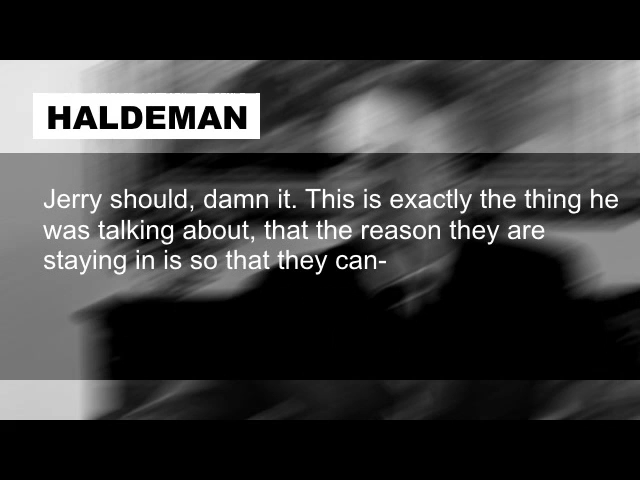 HALDEMAN
Jerry should, damn it. This is exactly the thing he
was talking about, that the reason they are
staying in is so that they can-